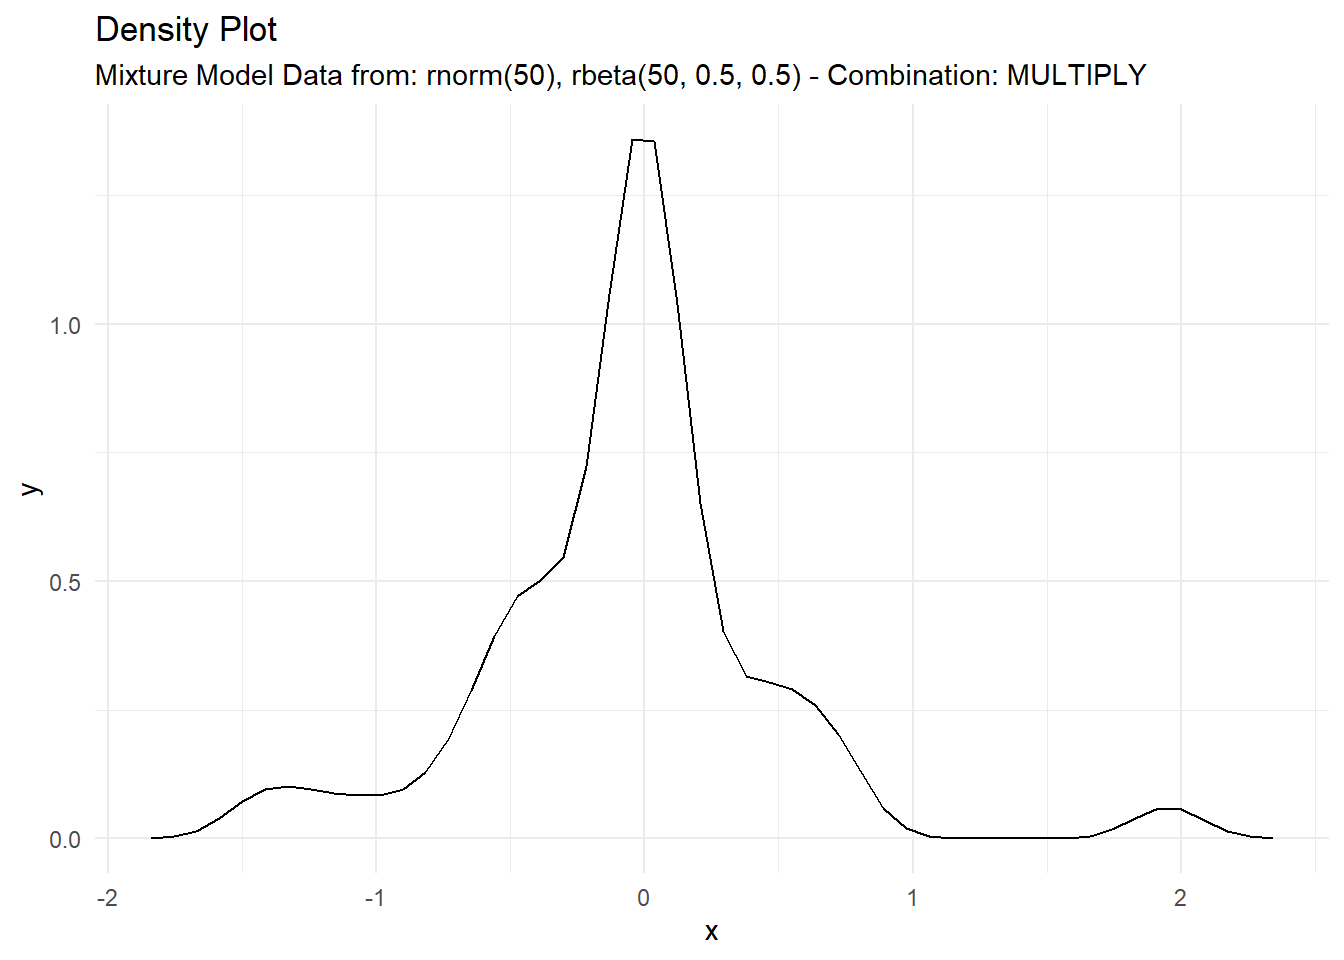 Density Plot
Mixture Model Data from: rnorm(50), rbeta(50, 0.5, 0.5) - Combination: MULTIPLY
1.0
0.5
0.0
y
-2 -1 0 1 2
x